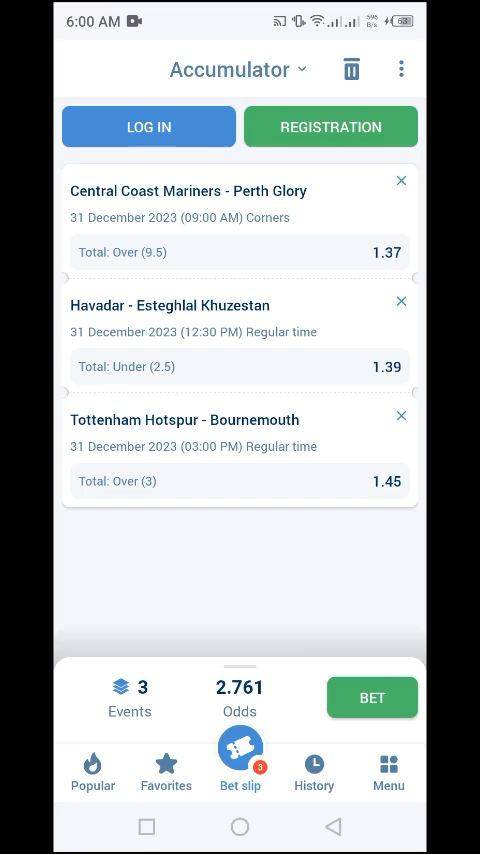 6:00 AM
596 B/s
63
Accumulator
LOG IN
REGISTRATION
Central Coast Mariners - Perth Glory
31 December 2023 (09:00 AM) Corners
Total: Over (9.5) 1.37
Havadar - Esteghlal Khuzestan
31 December 2023 (12:30 PM) Regular time
Total: Under (2.5) 1.39
Tottenham Hotspur - Bournemouth
31 December 2023 (03:00 PM) Regular time
Total: Over (3) 1.45
3 2.761
Events Odds
BET
3
Popular Favorites Bet slip History Menu